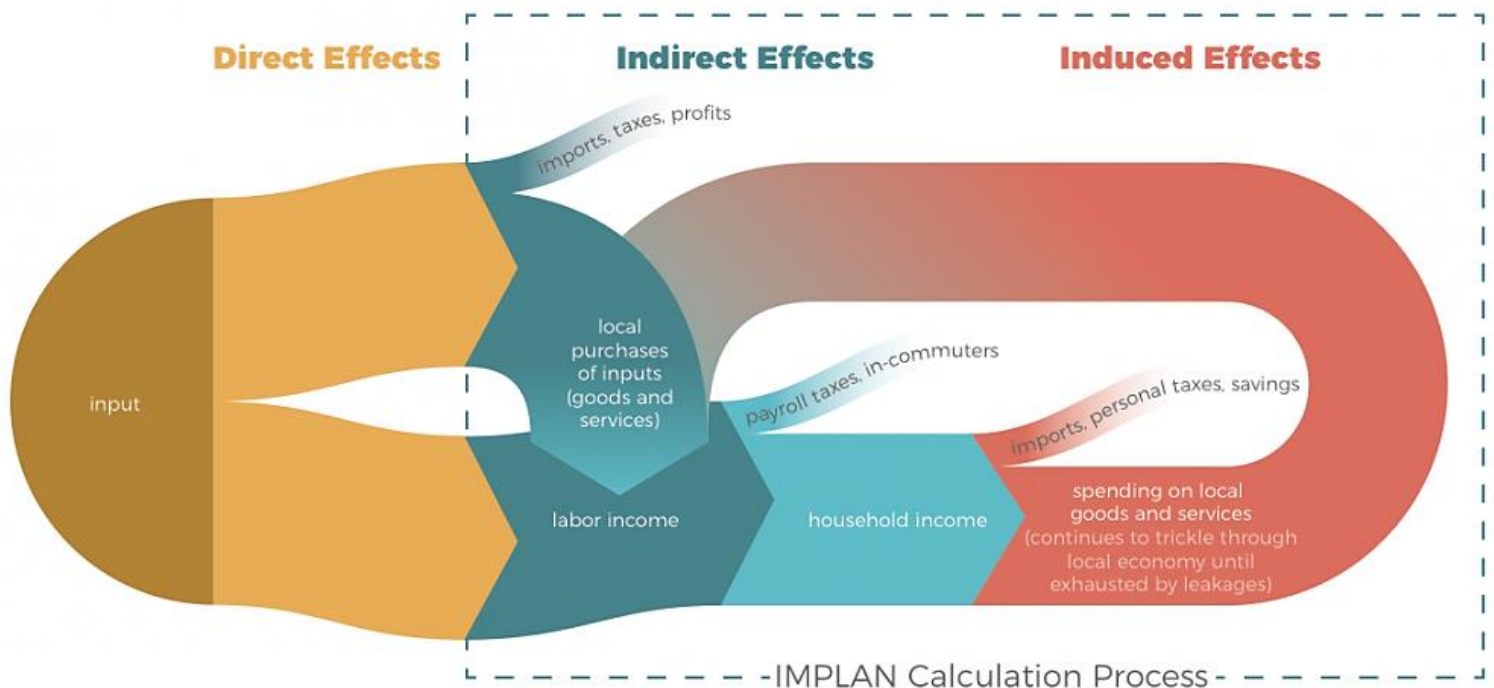 Direct Effects
Indirect Effects
Induced Effects
imports, taxes, profits
local
purchases
of inputs
(goods and
services)
payroll taxes, in-commuters
imports, personal taxes, savings
input
labor income
household income
spending on local
goods and services
(continues to trickle through
local economy until
exhausted by leakages)
IMPLAN Calculation Process